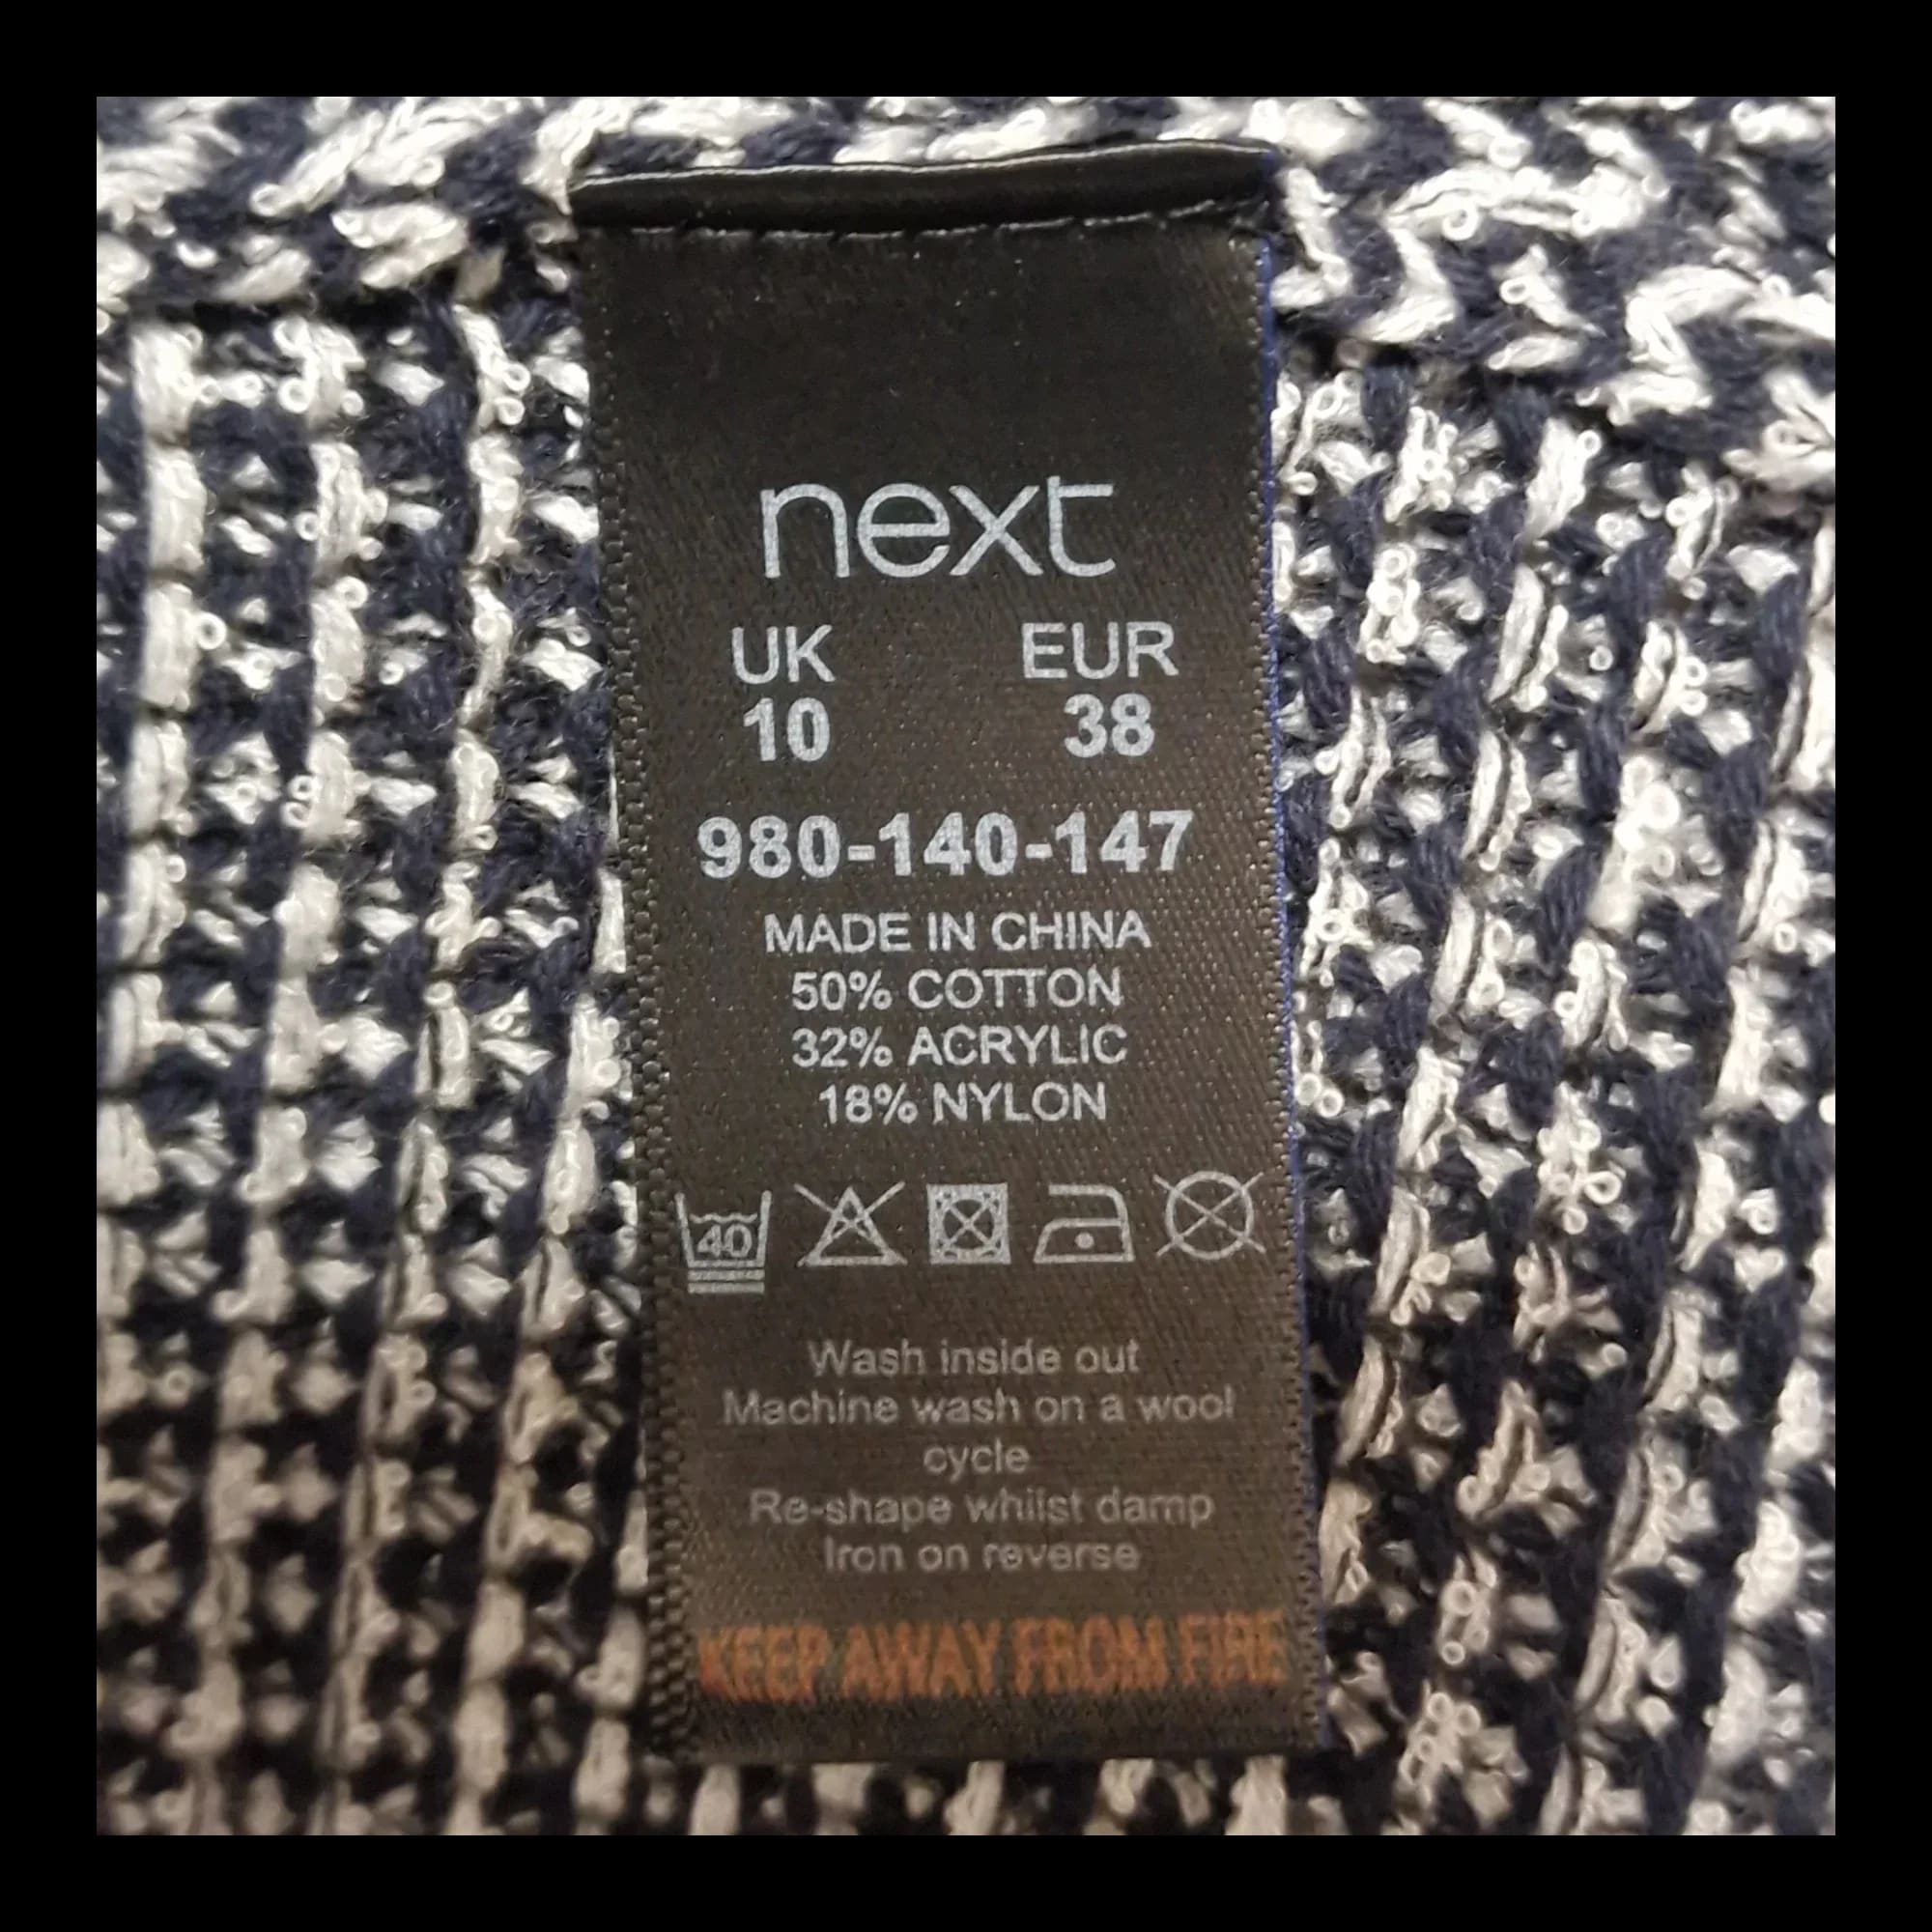 next
UK EUR
10 38
980-140-147
MADE IN CHINA
50% COTTON
32% ACRYLIC
18% NYLON
40
Wash inside out
Machine wash on a wool
cycle
Re-shape whilst damp
Iron on reverse
KEEP AWAY FROM FIRE